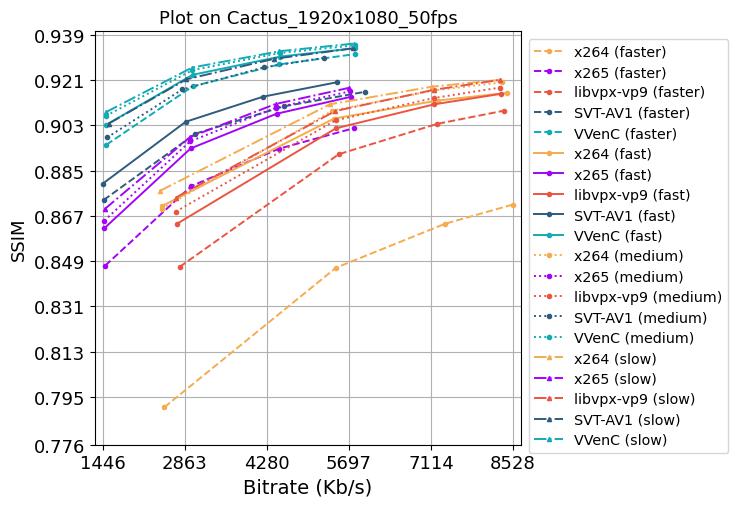 Plot on Cactus_1920x1080_50fps
0.939
0.921
0.903
0.885
0.867
0.849
0.831
0.813
0.795
0.776
SSIM
1446 2863 4280 5697 7114 8528
Bitrate (Kb/s)
x264 (faster)
x265 (faster)
libvpx-vp9 (faster)
SVT-AV1 (faster)
VVenC (faster)
x264 (fast)
x265 (fast)
libvpx-vp9 (fast)
SVT-AV1 (fast)
VVenC (fast)
x264 (medium)
x265 (medium)
libvpx-vp9 (medium)
SVT-AV1 (medium)
VVenC (medium)
x264 (slow)
x265 (slow)
libvpx-vp9 (slow)
SVT-AV1 (slow)
VVenC (slow)